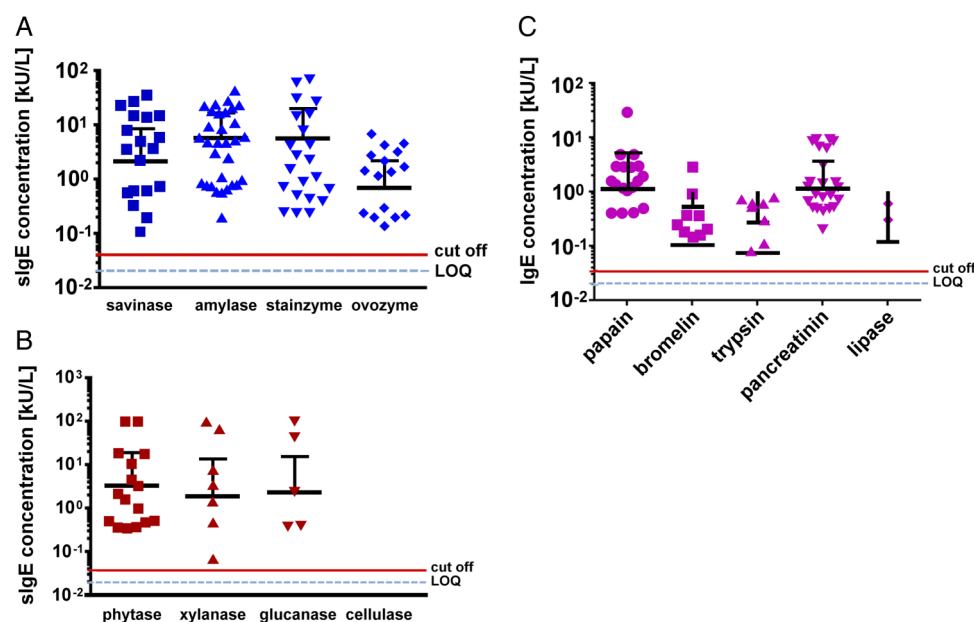 A
sIgE concentration [kU/L]
10²
10¹
10⁰
10⁻¹
10⁻²
cut off
LOQ
savinase amylase stainzyme ovozyme
B
sIgE concentration [kU/L]
10³
10²
10¹
10⁰
10⁻¹
10⁻²
cut off
LOQ
phytase xylanase glucanase cellulase
C
IgE concentration [kU/L]
10²
10¹
10⁰
10⁻¹
10⁻²
cut off
LOQ
papain bromelin trypsin pancreatinin lipase